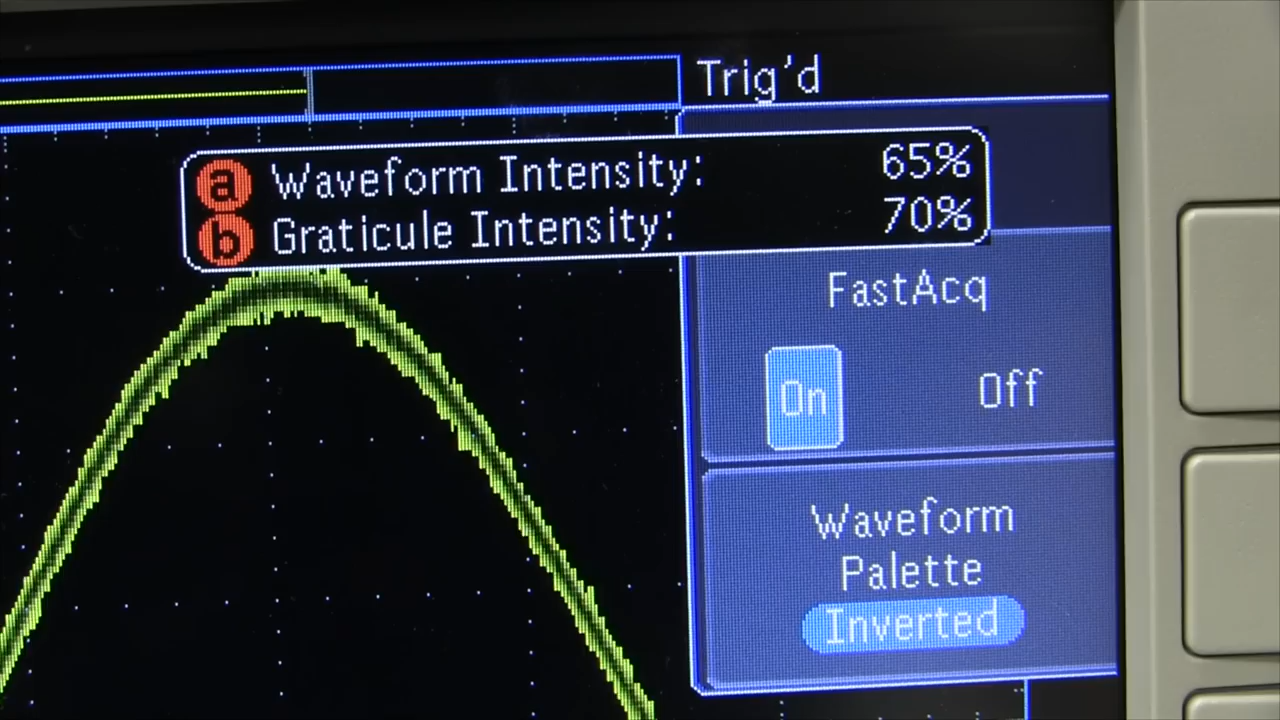 Trig'd
a Waveform Intensity: 65%
b Graticule Intensity: 70%
FastAcq
On Off
Waveform
Palette
Inverted